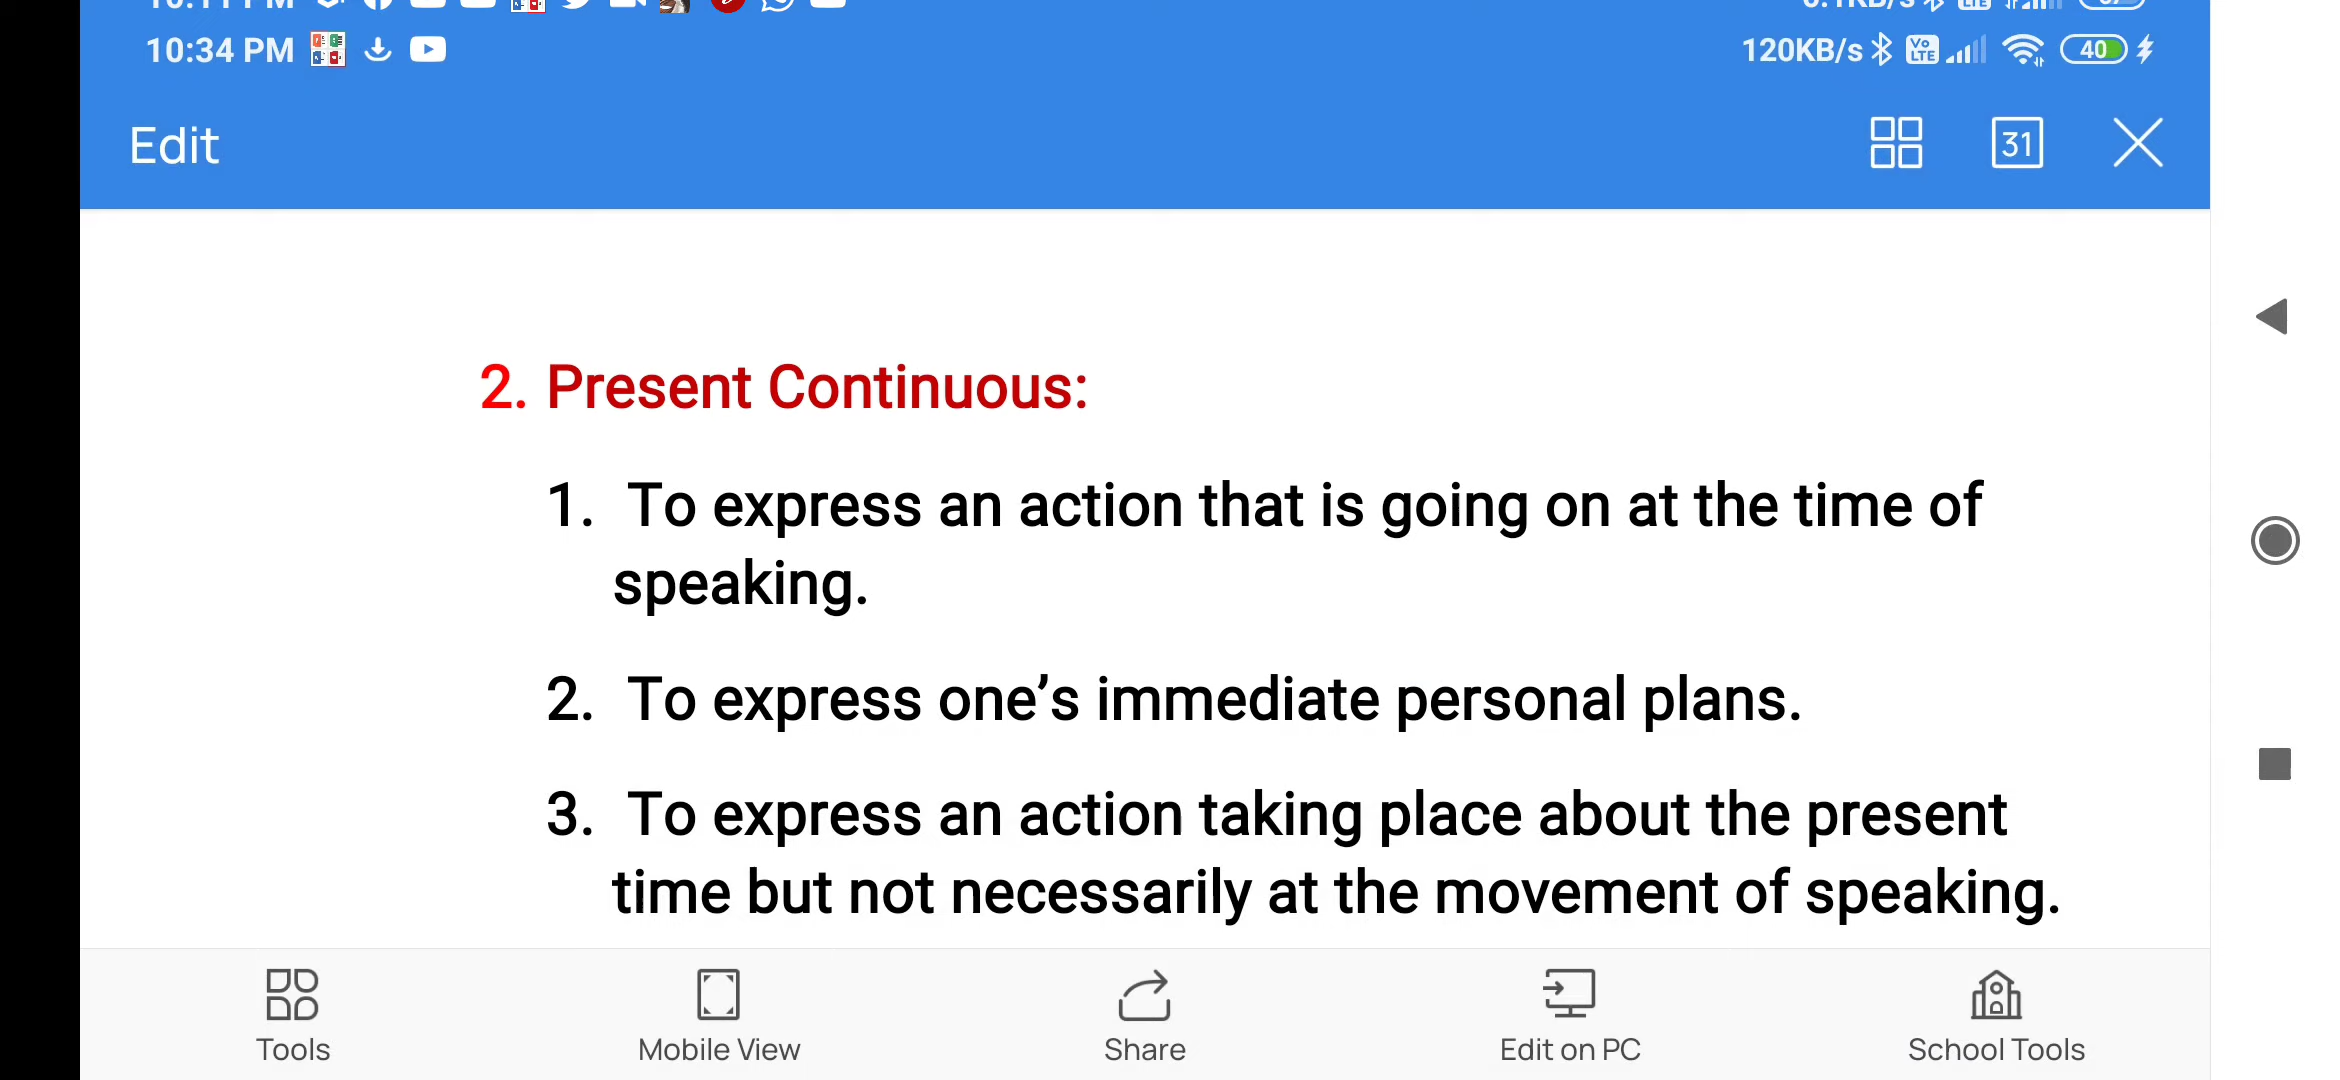 10:34 PM
120KB/s Vo LTE 40
Edit
31
2. Present Continuous:
1. To express an action that is going on at the time of
speaking.
2. To express one’s immediate personal plans.
3. To express an action taking place about the present
time but not necessarily at the movement of speaking.
Tools
Mobile View
Share
Edit on PC
School Tools